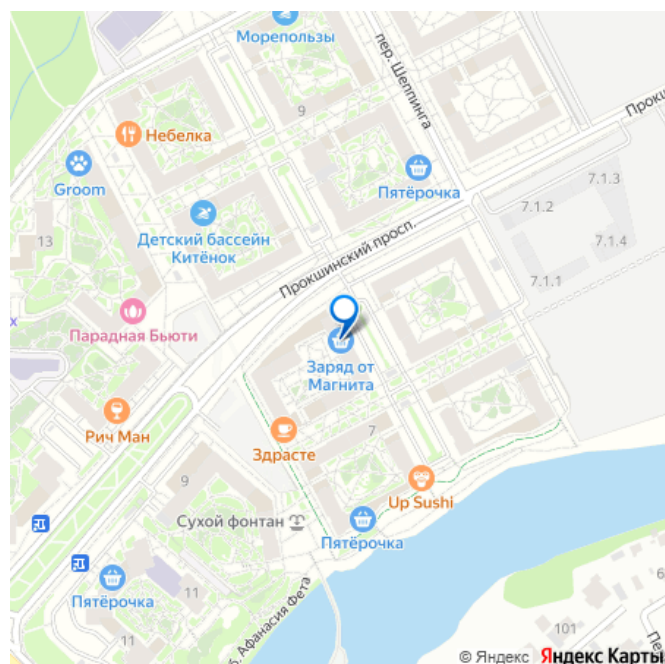 Морепользы
пер. Шеппинга
9
Небелка
Прокш
Groom
Пятёрочка
7.1.3
7.1.2
Детский бассейн
Китёнок
13
7.1.4
Прокшинский просп.
7.1.1
Парадная Бьюти
х
Заряд от
Магнита
Рич Ман
Здрасте
7
9
Up Sushi
Сухой фонтан
Пятёрочка
Пятёрочка
11
11
б. Афанасия Фета
6
101
Пе
© Яндекс Яндекс Карты